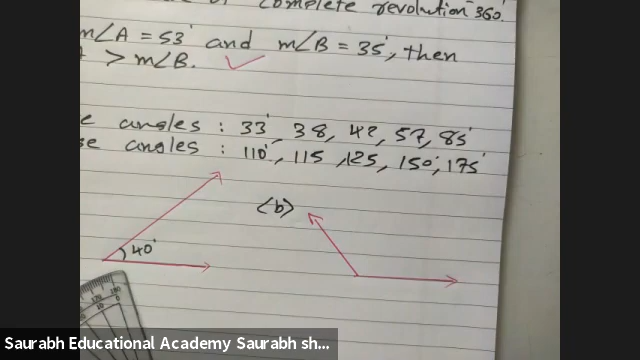 complete revolution 360°
m∠A = 53° and m∠B = 35°, then
> m∠B.
angles : 33°, 38, 42, 57, 85°
angles : 110°, 115, 125, 150°, 175°
<b>
40°
Saurabh Educational Academy Saurabh sh...